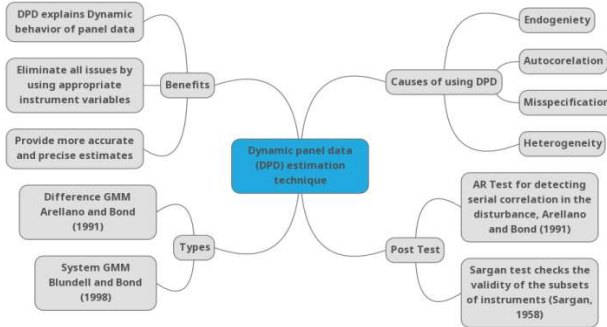 DPD explains Dynamic
behavior of panel data
Eliminate all issues by
using appropriate
instrument variables
Provide more accurate
and precise estimates
Benefits
Difference GMM
Arellano and Bond
(1991)
System GMM
Blundell and Bond
(1998)
Types
Dynamic panel data
(DPD) estimation
technique
Causes of using DPD
Endogeniety
Autocorelation
Misspecification
Heterogeneity
Post Test
AR Test for detecting
serial correlation in the
disturbance, Arellano
and Bond (1991)
Sargan test checks the
validity of the subsets
of instruments (Sargan,
1958)